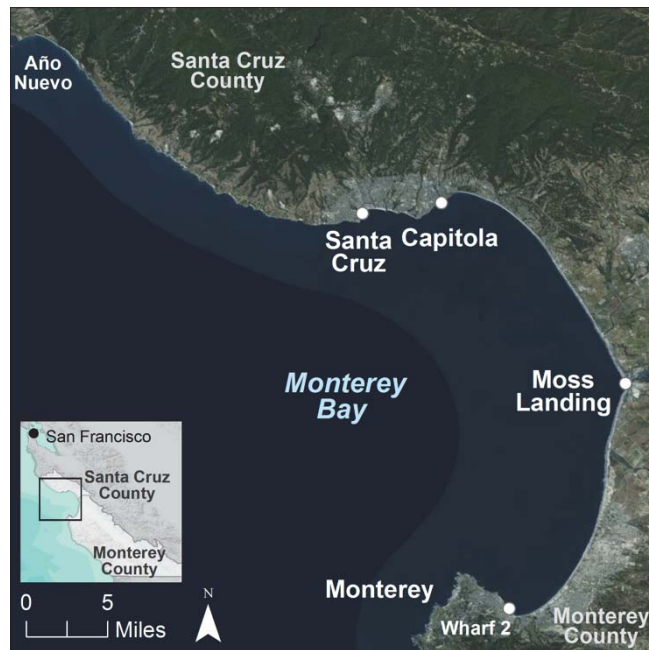 Año
Nuevo
Santa Cruz
County
Santa
Cruz
Capitola
Monterey
Bay
Moss
Landing
San Francisco
Santa Cruz
County
Monterey
County
Monterey
Wharf 2
Monterey
County
0 5
Miles
N